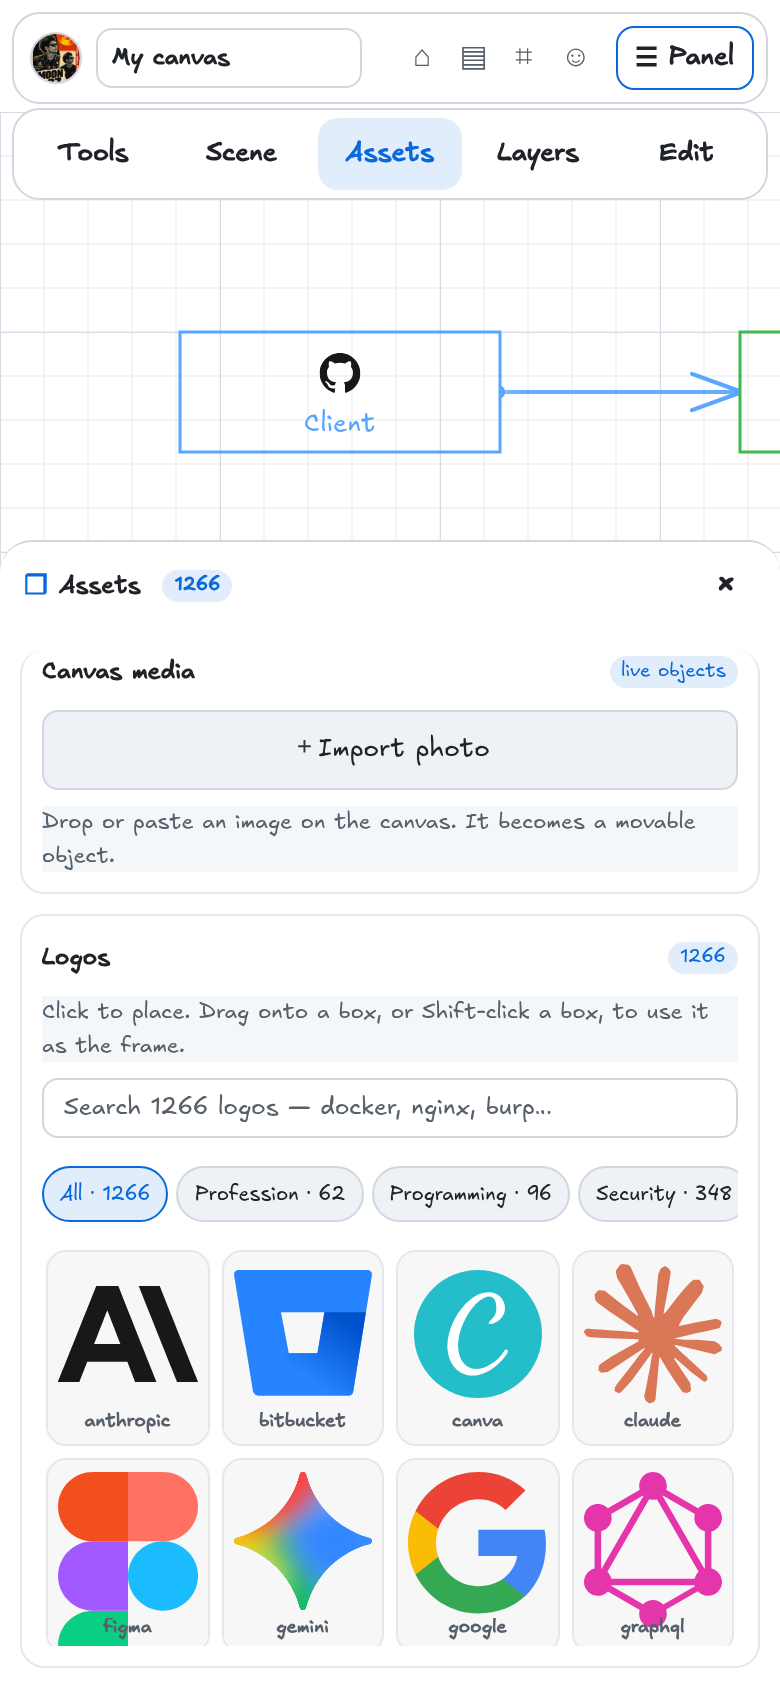 My canvas
☰ Panel
Tools Scene Assets Layers Edit
Client
Assets 1266 ×
Canvas media live objects
+ Import photo
Drop or paste an image on the canvas. It becomes a movable
object.
Logos 1266
Click to place. Drag onto a box, or Shift-click a box, to use it
as the frame.
Search 1266 logos — docker, nginx, burp...
All · 1266 Profession · 62 Programming · 96 Security · 348
anthropic bitbucket canva claude
figma gemini google graphql